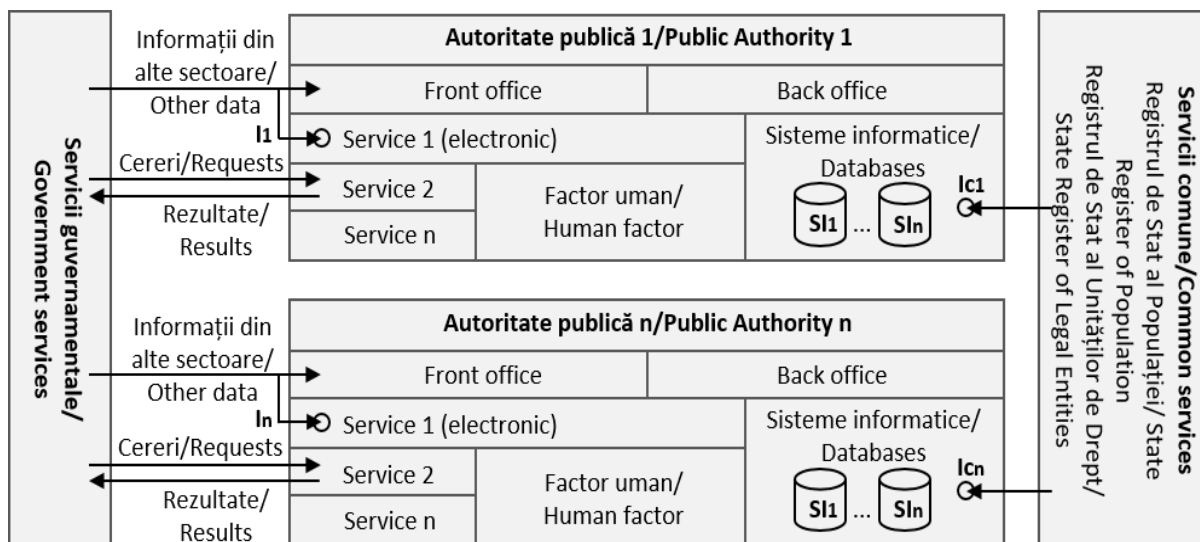 Servicii guvernamentale/
Government services
Informații din
alte sectoare/
Other data
I1
Cereri/Requests
Rezultate/
Results
Autoritate publică 1/Public Authority 1
Front office
Back office
Service 1 (electronic)
Service 2
Service n
Factor uman/
Human factor
Sisteme informatice/
Databases
SI1 ... SIn
Ic1
Informații din
alte sectoare/
Other data
In
Cereri/Requests
Rezultate/
Results
Autoritate publică n/Public Authority n
Front office
Back office
Service 1 (electronic)
Service 2
Service n
Factor uman/
Human factor
Sisteme informatice/
Databases
SI1 ... SIn
Icn
Servicii comune/Common services
Registrul de Stat al Populației/ State
Register of Population
Registrul de Stat al Unităților de Drept/
State Register of Legal Entities